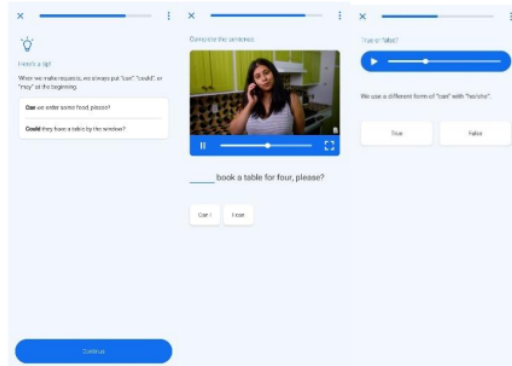 Here's a tip!
When we make requests, we always put "can", "could", or
"may" at the beginning.
Can we order some food, please?
Could they have a table by the window?
Continue
Complete the sentence.
_____ book a table for four, please?
Can I
I can
True or false?
We use a different form of "can" with "he/she".
True
False